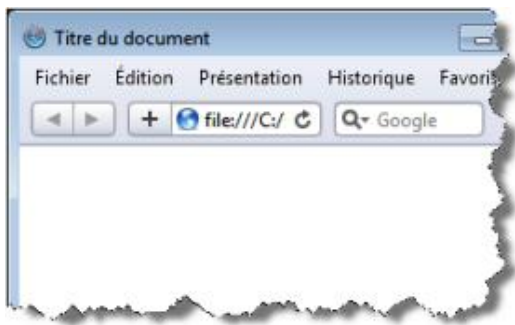 Titre du document
Fichier Édition Présentation Historique Favoris
+ file:///C:/ Google